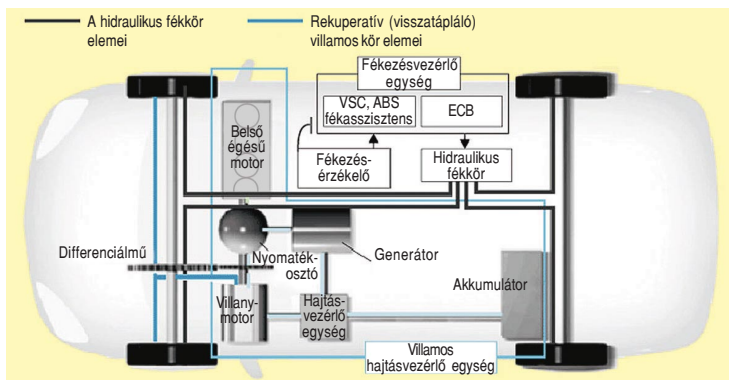 A hidraulikus fékkör
elemei
Rekuperatív (visszatápláló)
villamos kör elemei
Fékezésvezérlő
egység
VSC, ABS
fékasszisztens
ECB
Belső
égésű
motor
Fékezés-
érzékelő
Hidraulikus
fékkör
Differenciálmű
Nyomaték-
osztó
Generátor
Akkumulátor
Villany-
motor
Hajtás-
vezérlő
egység
Villamos
hajtásvezérlő egység